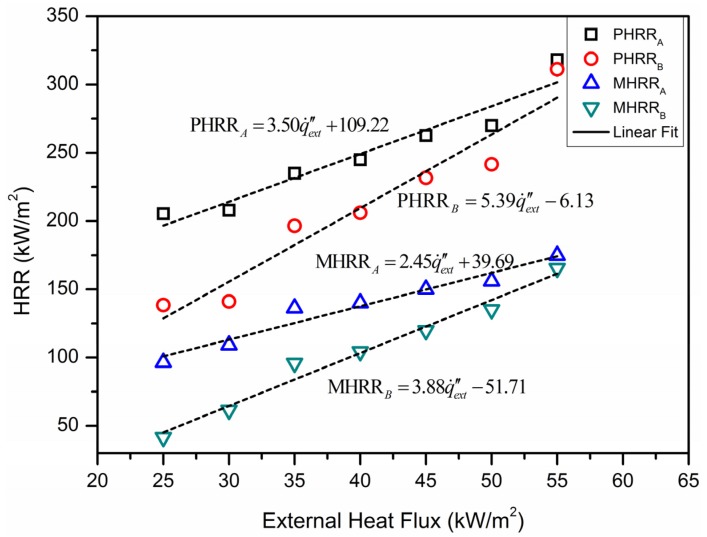 350
300
250
200
150
100
50
HRR (kW/m²)
PHRR_A
PHRR_B
MHRR_A
MHRR_B
Linear Fit
PHRR_A = 3.50q̇″_ext + 109.22
PHRR_B = 5.39q̇″_ext − 6.13
MHRR_A = 2.45q̇″_ext + 39.69
MHRR_B = 3.88q̇″_ext − 51.71
20 25 30 35 40 45 50 55 60 65
External Heat Flux (kW/m²)